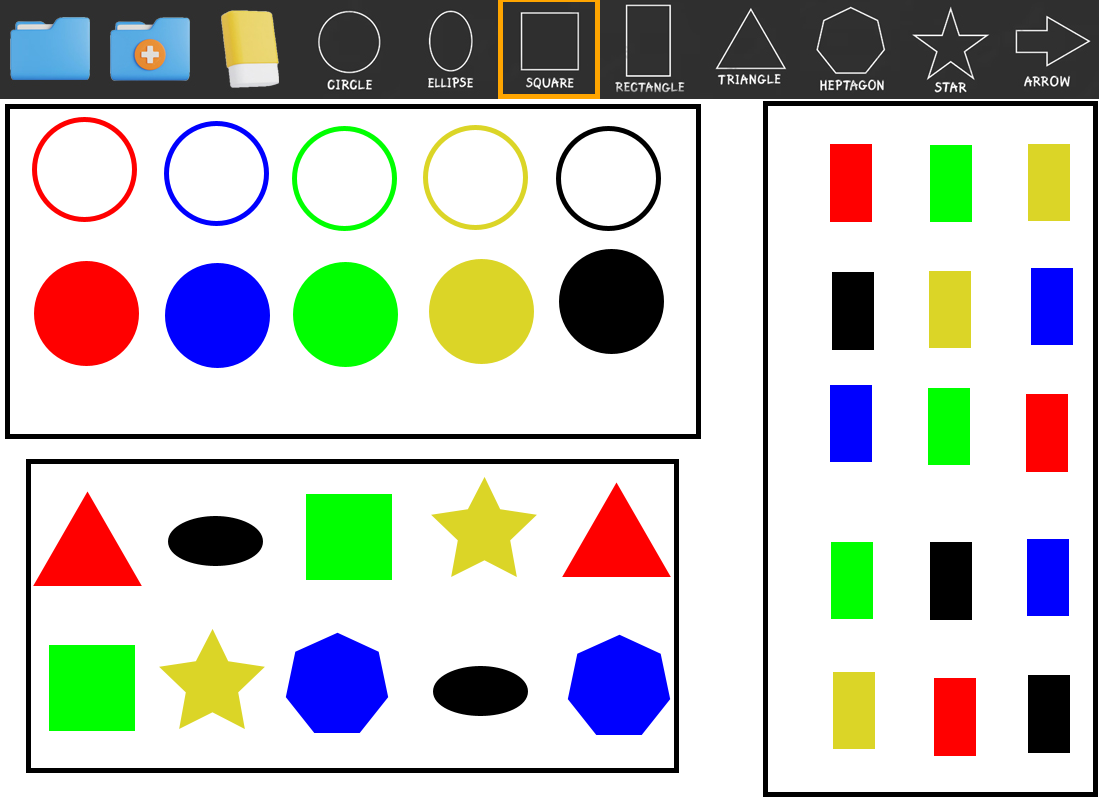 CIRCLE
ELLIPSE
SQUARE
RECTANGLE
TRIANGLE
HEPTAGON
STAR
ARROW